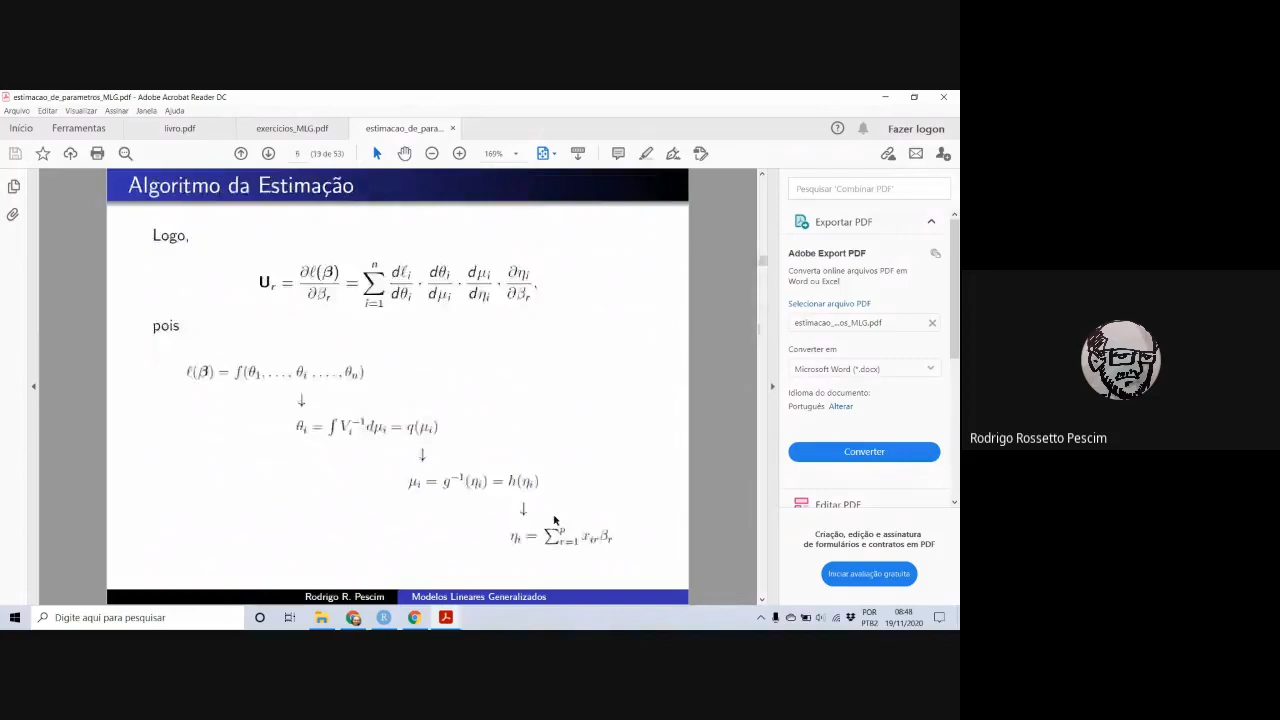 estimacao_de_parametros_MLG.pdf - Adobe Acrobat Reader DC
Arquivo Editar Visualizar Assinar Janela Ajuda
Início Ferramentas livro.pdf exercicios_MLG.pdf estimacao_de_para... × Fazer logon
(19 de 53) 169%
Algoritmo da Estimação
Logo,
U_r = ∂ℓ(β)/∂β_r = ∑_{i=1}^{n} dℓ_i/dθ_i · dθ_i/dμ_i · dμ_i/dη_i · ∂η_i/∂β_r,
pois
ℓ(β) = f(θ_1, . . . , θ_i, . . . , θ_n)
↓
θ_i = ∫ V_i^{-1} dμ_i = q(μ_i)
↓
μ_i = g^{-1}(η_i) = h(η_i)
↓
η_i = ∑_{r=1}^{p} x_{ir}β_r
Rodrigo R. Pescim Modelos Lineares Generalizados
Pesquisar 'Combinar PDF'
Exportar PDF
Adobe Export PDF
Converta online arquivos PDF em
Word ou Excel
Selecionar arquivo PDF
estimacao_...os_MLG.pdf
Converter em
Microsoft Word (*.docx)
Idioma do documento:
Português Alterar
Converter
Editar PDF
Criação, edição e assinatura
de formulários e contratos em PDF
Iniciar avaliação gratuita
Digite aqui para pesquisar
POR 08:48
PTB2 19/11/2020
Rodrigo Rossetto Pescim